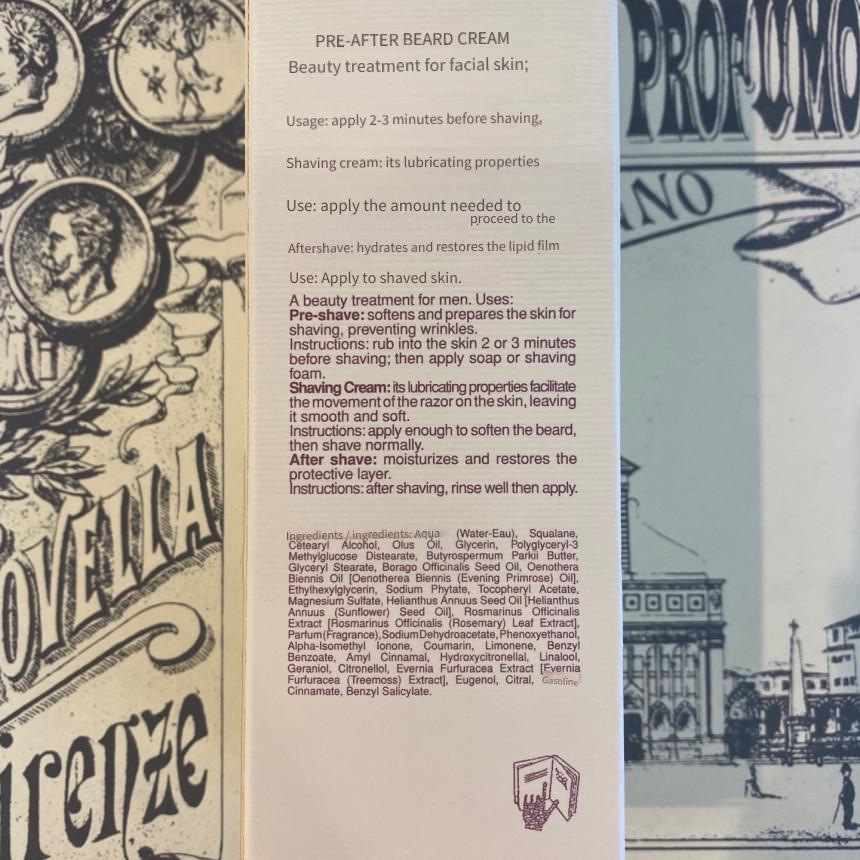 PRE-AFTER BEARD CREAM
Beauty treatment for facial skin;
Usage: apply 2-3 minutes before shaving,
Shaving cream: its lubricating properties
Use: apply the amount needed to
proceed to the
Aftershave: hydrates and restores the lipid film
Use: Apply to shaved skin.
A beauty treatment for men. Uses:
Pre-shave: softens and prepares the skin for
shaving, preventing wrinkles.
Instructions: rub into the skin 2 or 3 minutes
before shaving; then apply soap or shaving
foam.
Shaving Cream: its lubricating properties facilitate
the movement of the razor on the skin, leaving
it smooth and soft.
Instructions: apply enough to soften the beard,
then shave normally.
After shave: moisturizes and restores the
protective layer.
Instructions: after shaving, rinse well then apply.
Ingredients / ingredients: Aqua (Water-Eau), Squalane,
Cetearyl Alcohol, Olus Oil, Glycerin, Polyglyceryl-3
Methylglucose Distearate, Butyrospermum Parkii Butter,
Glyceryl Stearate, Borago Officinalis Seed Oil, Oenothera
Biennis Oil [Oenotherea Biennis (Evening Primrose) Oil],
Ethylhexylglycerin, Sodium Phytate, Tocopheryl Acetate,
Magnesium Sulfate, Helianthus Annuus Seed Oil [Helianthus
Annuus (Sunflower) Seed Oil], Rosmarinus Officinalis
Extract [Rosmarinus Officinalis (Rosemary) Leaf Extract],
Parfum (Fragrance), Sodium Dehydroacetate, Phenoxyethanol,
Alpha-Isomethyl Ionone, Coumarin, Limonene, Benzyl
Benzoate, Amyl Cinnamal, Hydroxycitronellal, Linalool,
Geraniol, Citronellol, Evernia Furfuracea Extract [Evernia
Furfuracea (Treemoss) Extract], Eugenol, Citral, Gasoline
Cinnamate, Benzyl Salicylate.
OVELLA
irenze
PROFUMO
NO